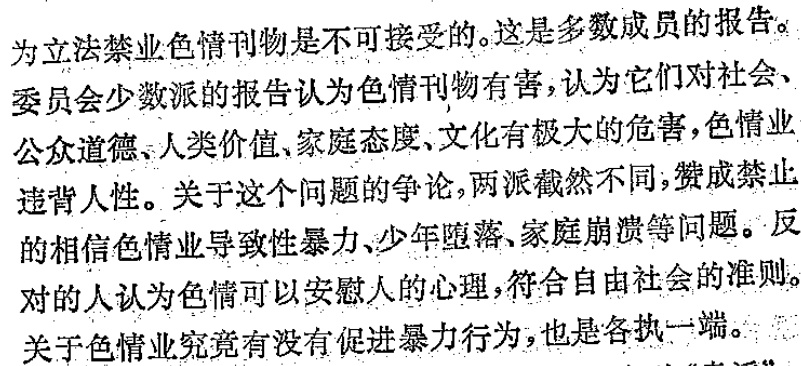 为立法禁业色情刊物是不可接受的。这是多数成员的报告。
委员会少数派的报告认为色情刊物有害,认为它们对社会、
公众道德、人类价值、家庭态度、文化有极大的危害,色情业
违背人性。关于这个问题的争论,两派截然不同,赞成禁止
的相信色情业导致性暴力、少年堕落、家庭崩溃等问题。反
对的人认为色情可以安慰人的心理,符合自由社会的准则。
关于色情业究竟有没有促进暴力行为,也是各执一端。